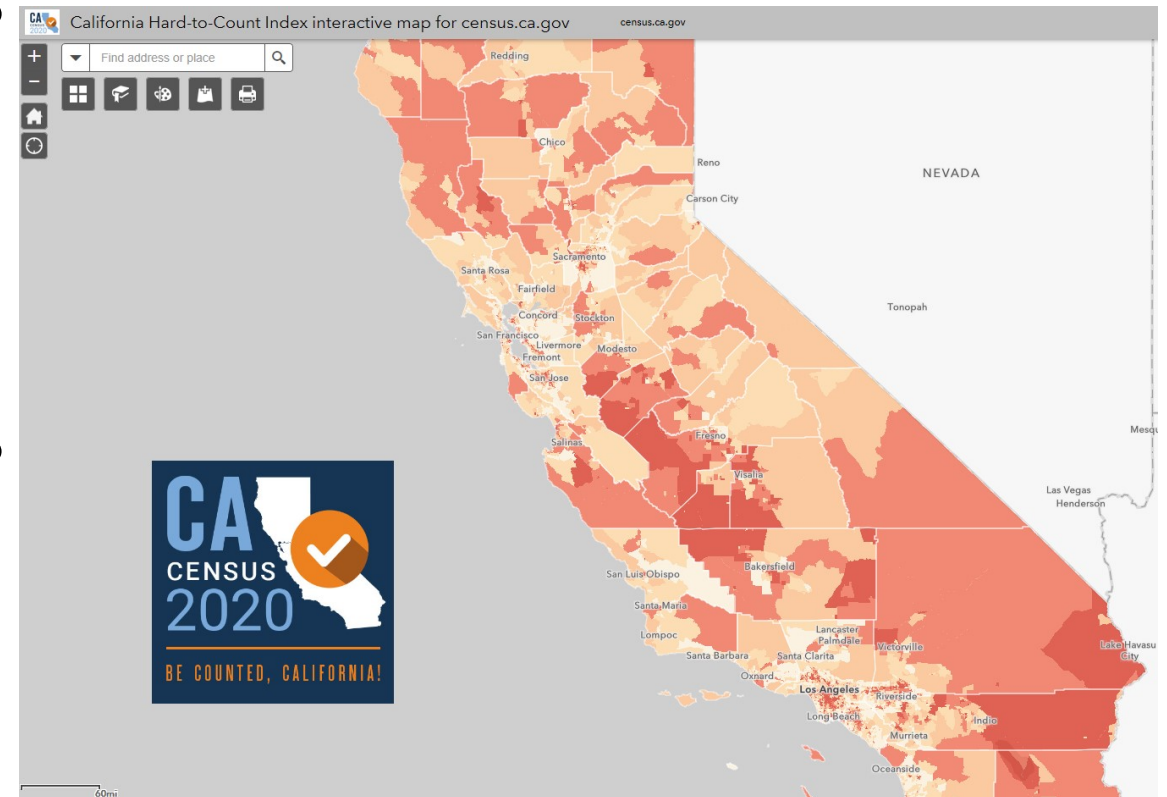 California Hard-to-Count Index interactive map for census.ca.gov
census.ca.gov
CA
CENSUS
2020
+
Find address or place
−
Redding
Chico
Reno
NEVADA
Carson City
Sacramento
Santa Rosa
Fairfield
Tonopah
Concord
Stockton
San Francisco
Livermore
Modesto
Fremont
San Jose
Mesqu
Fresno
Salinas
Visalia
Las Vegas
Henderson
CA
CENSUS
2020
BE COUNTED, CALIFORNIA!
Bakersfield
San Luis Obispo
Santa Maria
Lancaster
Lompoc
Palmdale
Victorville
Lake Havasu
City
Santa Barbara
Santa Clarita
Oxnard
Los Angeles
Riverside
Long Beach
Indio
Murrieta
Oceanside
60mi